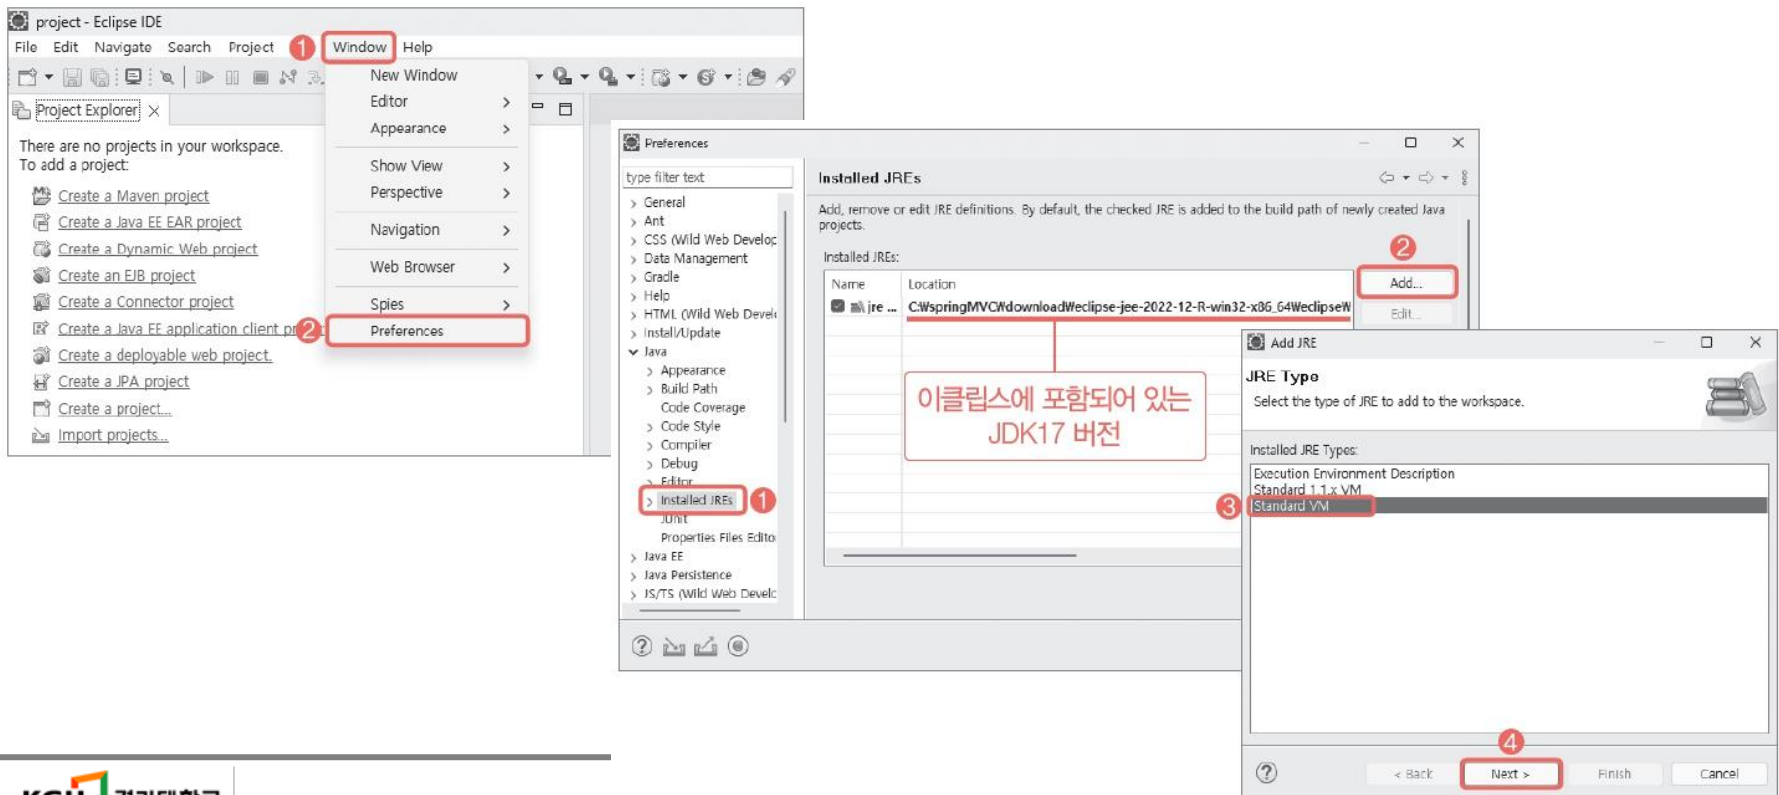 project - Eclipse IDE
File Edit Navigate Search Project ① Window Help
New Window
Editor
Appearance
Show View
Perspective
Navigation
Web Browser
Spies
② Preferences
Project Explorer
There are no projects in your workspace.
To add a project:
Create a Maven project
Create a Java EE EAR project
Create a Dynamic Web project
Create an EJB project
Create a Connector project
Create a Java EE application client
Create a deployable web project.
Create a JPA project
Create a project...
Import projects...
Preferences
type filter text
General
Ant
CSS (Wild Web Develop
Data Management
Gradle
Help
HTML (Wild Web Devel
Install/Update
Java
Appearance
Build Path
Code Coverage
Code Style
Compiler
Debug
Editor
Installed JREs ①
JUnit
Properties Files Edito
Java EE
Java Persistence
JS/TS (Wild Web Develc
Installed JREs
Add, remove or edit JRE definitions. By default, the checked JRE is added to the build path of newly created Java
projects.
Installed JREs:
②
Name Location
Add...
jre ... C:₩springMVC₩download₩eclipse-jee-2022-12-R-win32-x86_64₩eclipse₩
Edit...
이클립스에 포함되어 있는
JDK17 버전
Add JRE
JRE Type
Select the type of JRE to add to the workspace.
Installed JRE Types:
Execution Environment Description
Standard 1.1.x VM
③ Standard VM
④
< Back Next > Finish Cancel